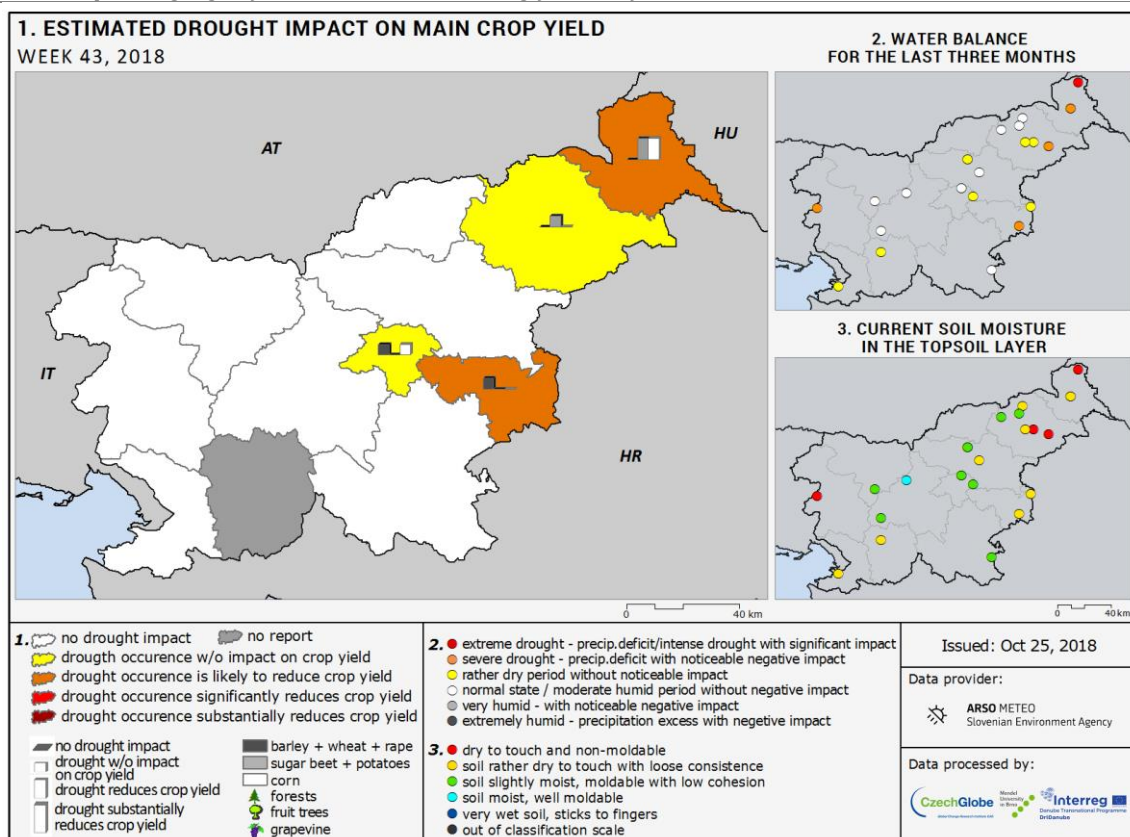 1. ESTIMATED DROUGHT IMPACT ON MAIN CROP YIELD
WEEK 43, 2018
AT
HU
IT
HR
0 40 km
2. WATER BALANCE
FOR THE LAST THREE MONTHS
3. CURRENT SOIL MOISTURE
IN THE TOPSOIL LAYER
0 40 km
1. no drought impact no report
drougth occurence w/o impact on crop yield
drought occurence is likely to reduce crop yield
drought occurence significantly reduces crop yield
drought occurence substantially reduces crop yield
no drought impact
drought w/o impact
on crop yield
drought reduces crop yield
drought substantially
reduces crop yield
barley + wheat + rape
sugar beet + potatoes
corn
forests
fruit trees
grapevine
2. extreme drought - precip.deficit/intense drought with significant impact
severe drought - precip.deficit with noticeable negative impact
rather dry period without noticeable impact
normal state / moderate humid period without negative impact
very humid - with noticeable negative impact
extremely humid - precipitation excess with negetive impact
3. dry to touch and non-moldable
soil rather dry to touch with loose consistence
soil slightly moist, moldable with low cohesion
soil moist, well moldable
very wet soil, sticks to fingers
out of classification scale
Issued: Oct 25, 2018
Data provider:
ARSO METEO
Slovenian Environment Agency
Data processed by:
CzechGlobe
Mendel
University
in Brno
Interreg
Danube Transnational Programme
DriDanube